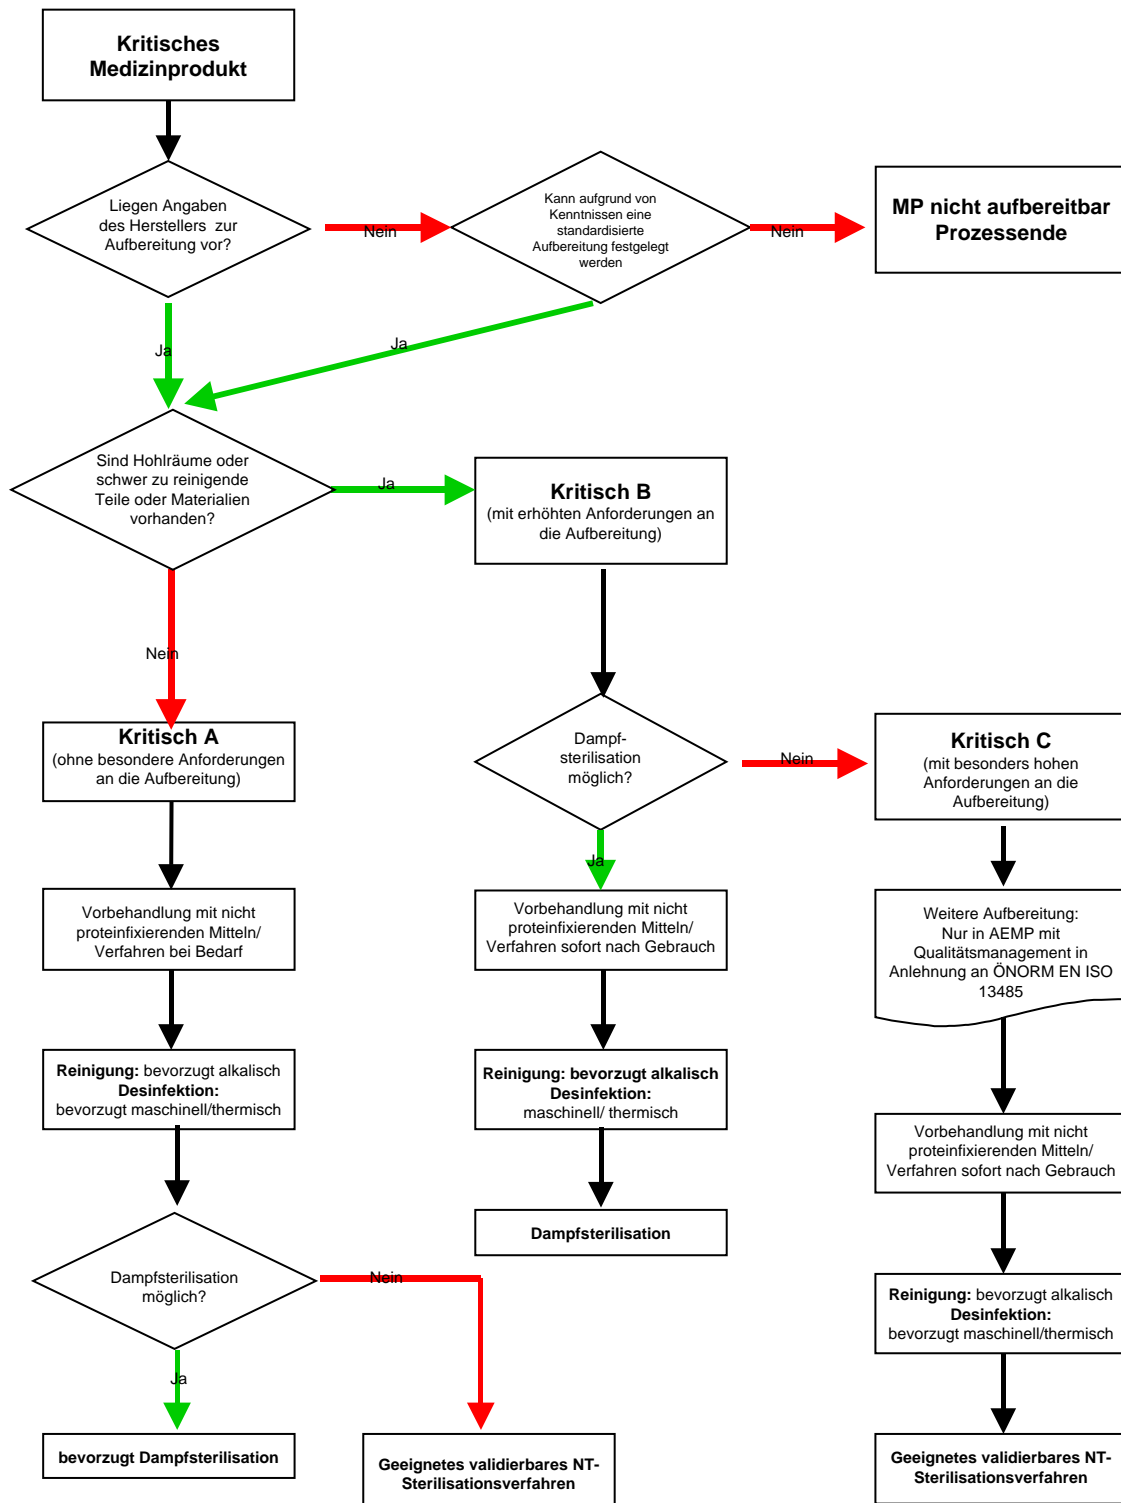 Kritisches
Medizinprodukt
Liegen Angaben
des Herstellers zur
Aufbereitung vor?
Nein
Kann aufgrund von
Kenntnissen eine
standardisierte
Aufbereitung festgelegt
werden
Nein
MP nicht aufbereitbar
Prozessende
Ja
Ja
Sind Hohlräume oder
schwer zu reinigende
Teile oder Materialien
vorhanden?
Ja
Kritisch B
(mit erhöhten Anforderungen an
die Aufbereitung)
Nein
Kritisch A
(ohne besondere Anforderungen
an die Aufbereitung)
Dampf-
sterilisation
möglich?
Nein
Kritisch C
(mit besonders hohen
Anforderungen an die
Aufbereitung)
Ja
Vorbehandlung mit nicht
proteinfixierenden Mitteln/
Verfahren bei Bedarf
Vorbehandlung mit nicht
proteinfixierenden Mitteln/
Verfahren sofort nach Gebrauch
Weitere Aufbereitung:
Nur in AEMP mit
Qualitätsmanagement in
Anlehnung an ÖNORM EN ISO
13485
Reinigung: bevorzugt alkalisch
Desinfektion:
bevorzugt maschinell/thermisch
Reinigung: bevorzugt alkalisch
Desinfektion:
maschinell/ thermisch
Vorbehandlung mit nicht
proteinfixierenden Mitteln/
Verfahren sofort nach Gebrauch
Dampfsterilisation
möglich?
Nein
Dampfsterilisation
Reinigung: bevorzugt alkalisch
Desinfektion:
bevorzugt maschinell/thermisch
Ja
bevorzugt Dampfsterilisation
Geeignetes validierbares NT-
Sterilisationsverfahren
Geeignetes validierbares NT-
Sterilisationsverfahren